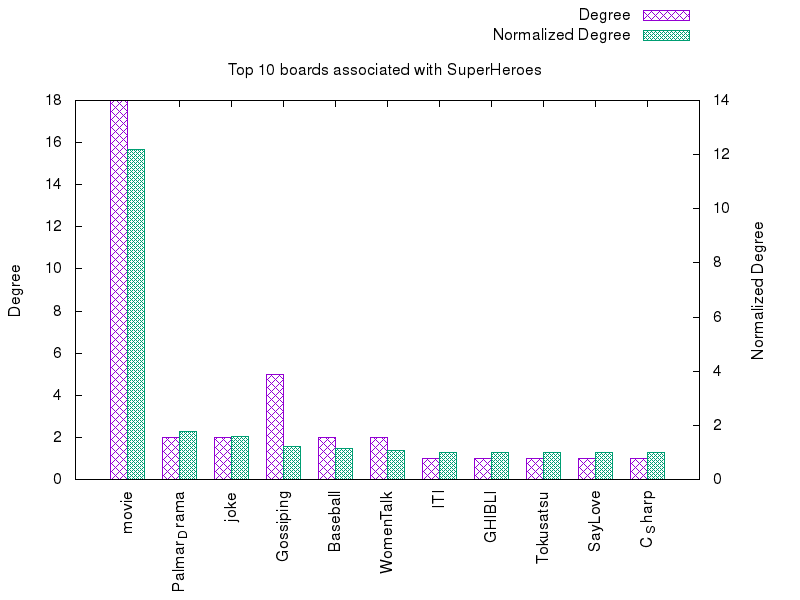 Degree
Normalized Degree
Top 10 boards associated with SuperHeroes
18
16
14
12
10
8
6
4
2
0
14
12
10
8
6
4
2
0
Degree
Normalized Degree
movie
Palmar_Drama
joke
Gossiping
Baseball
WomenTalk
ITI
GHIBLI
Tokusatsu
SayLove
C_Sharp